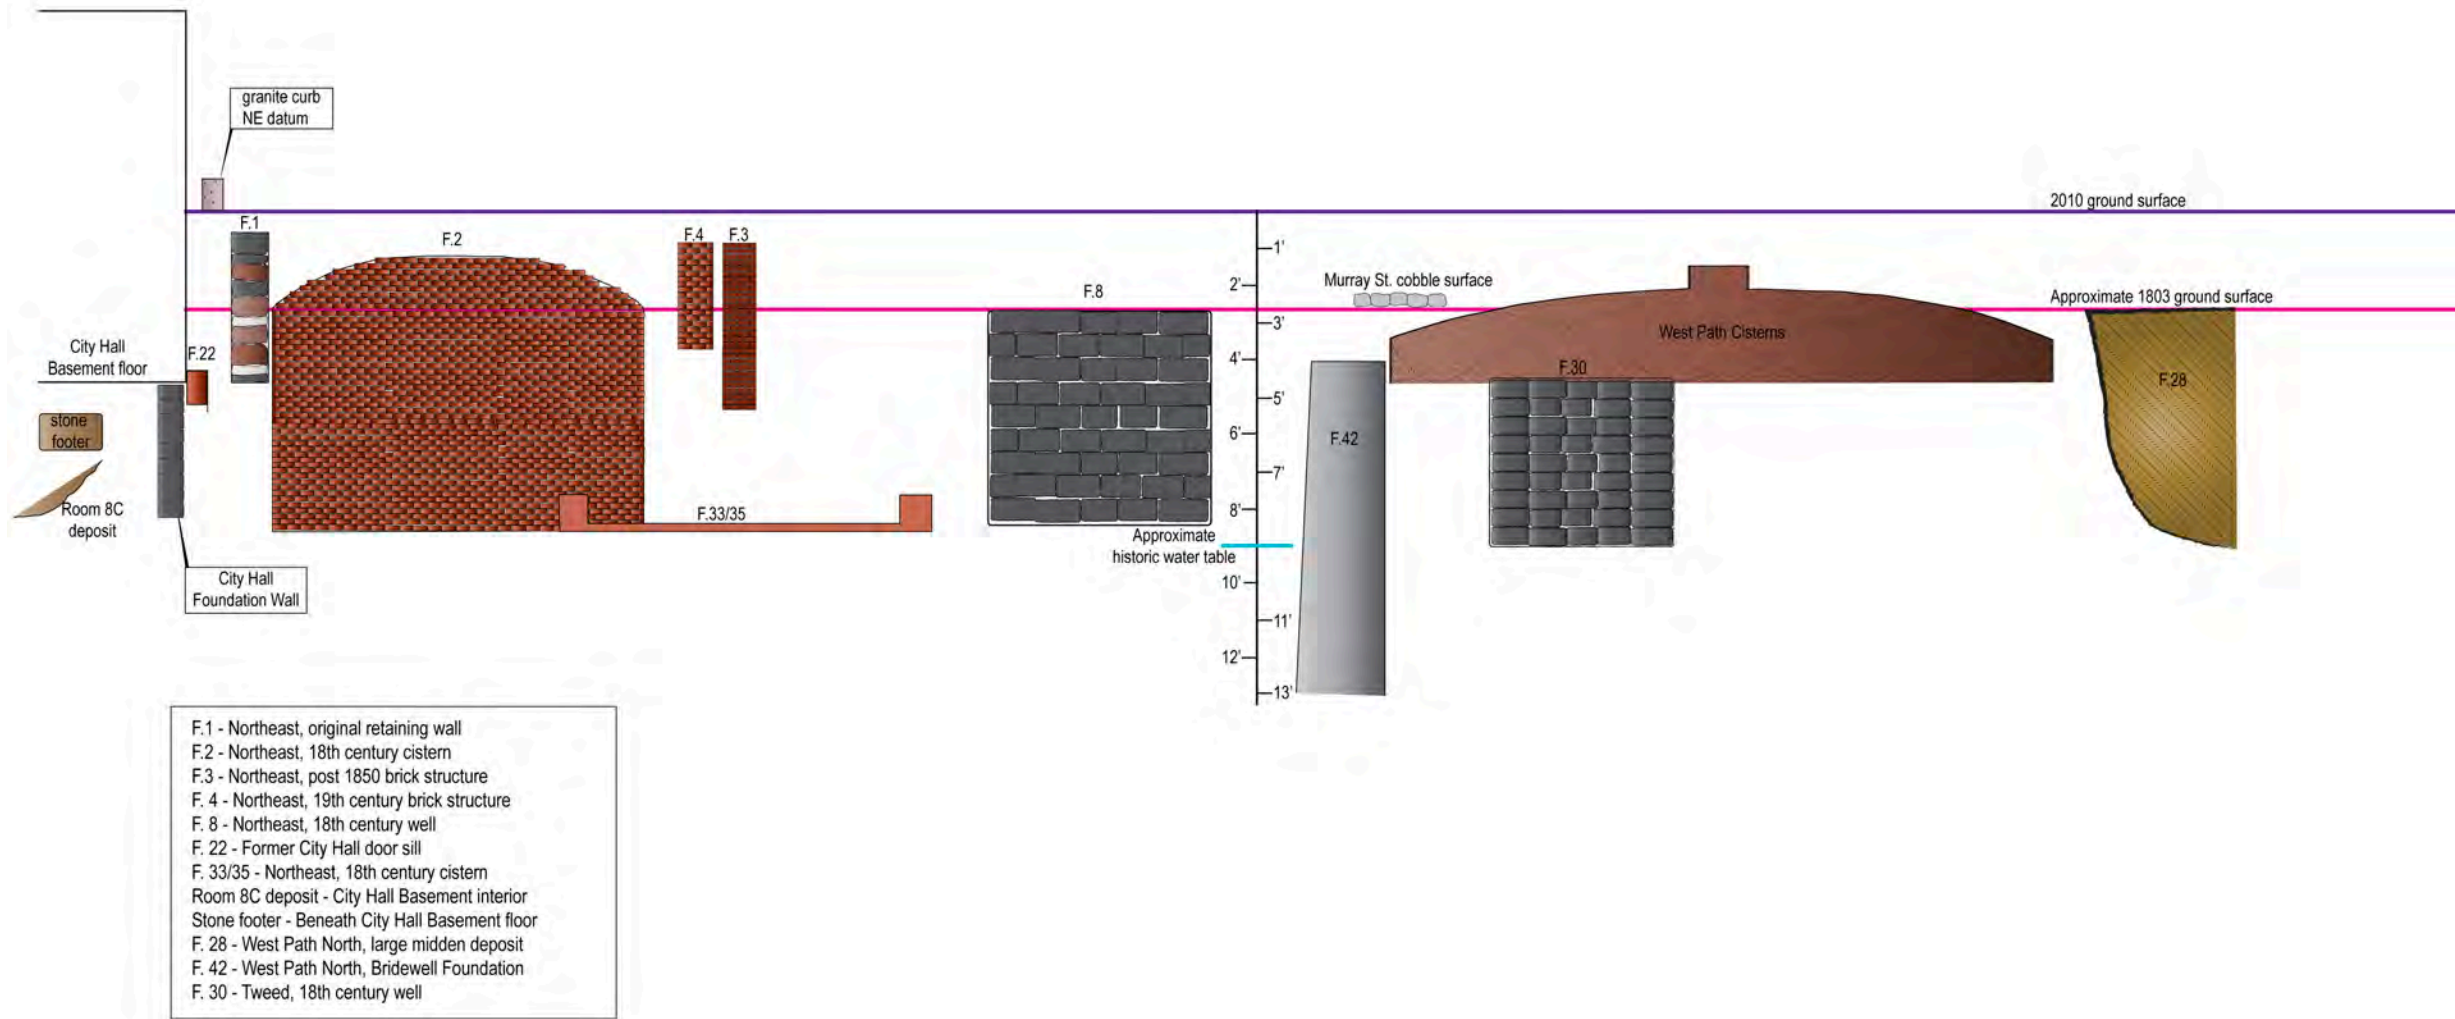 granite curb
NE datum
2010 ground surface
F.1
F.2
F.4
F.3
1'
2'
3'
4'
5'
6'
7'
8'
10'
11'
12'
13'
F.8
Murray St. cobble surface
Approximate 1803 ground surface
West Path Cisterns
City Hall
Basement floor
F.22
F.30
F.28
stone
footer
F.42
Room 8C
deposit
F.33/35
Approximate
historic water table
City Hall
Foundation Wall
F.1 - Northeast, original retaining wall
F.2 - Northeast, 18th century cistern
F.3 - Northeast, post 1850 brick structure
F. 4 - Northeast, 19th century brick structure
F. 8 - Northeast, 18th century well
F. 22 - Former City Hall door sill
F. 33/35 - Northeast, 18th century cistern
Room 8C deposit - City Hall Basement interior
Stone footer - Beneath City Hall Basement floor
F. 28 - West Path North, large midden deposit
F. 42 - West Path North, Bridewell Foundation
F. 30 - Tweed, 18th century well